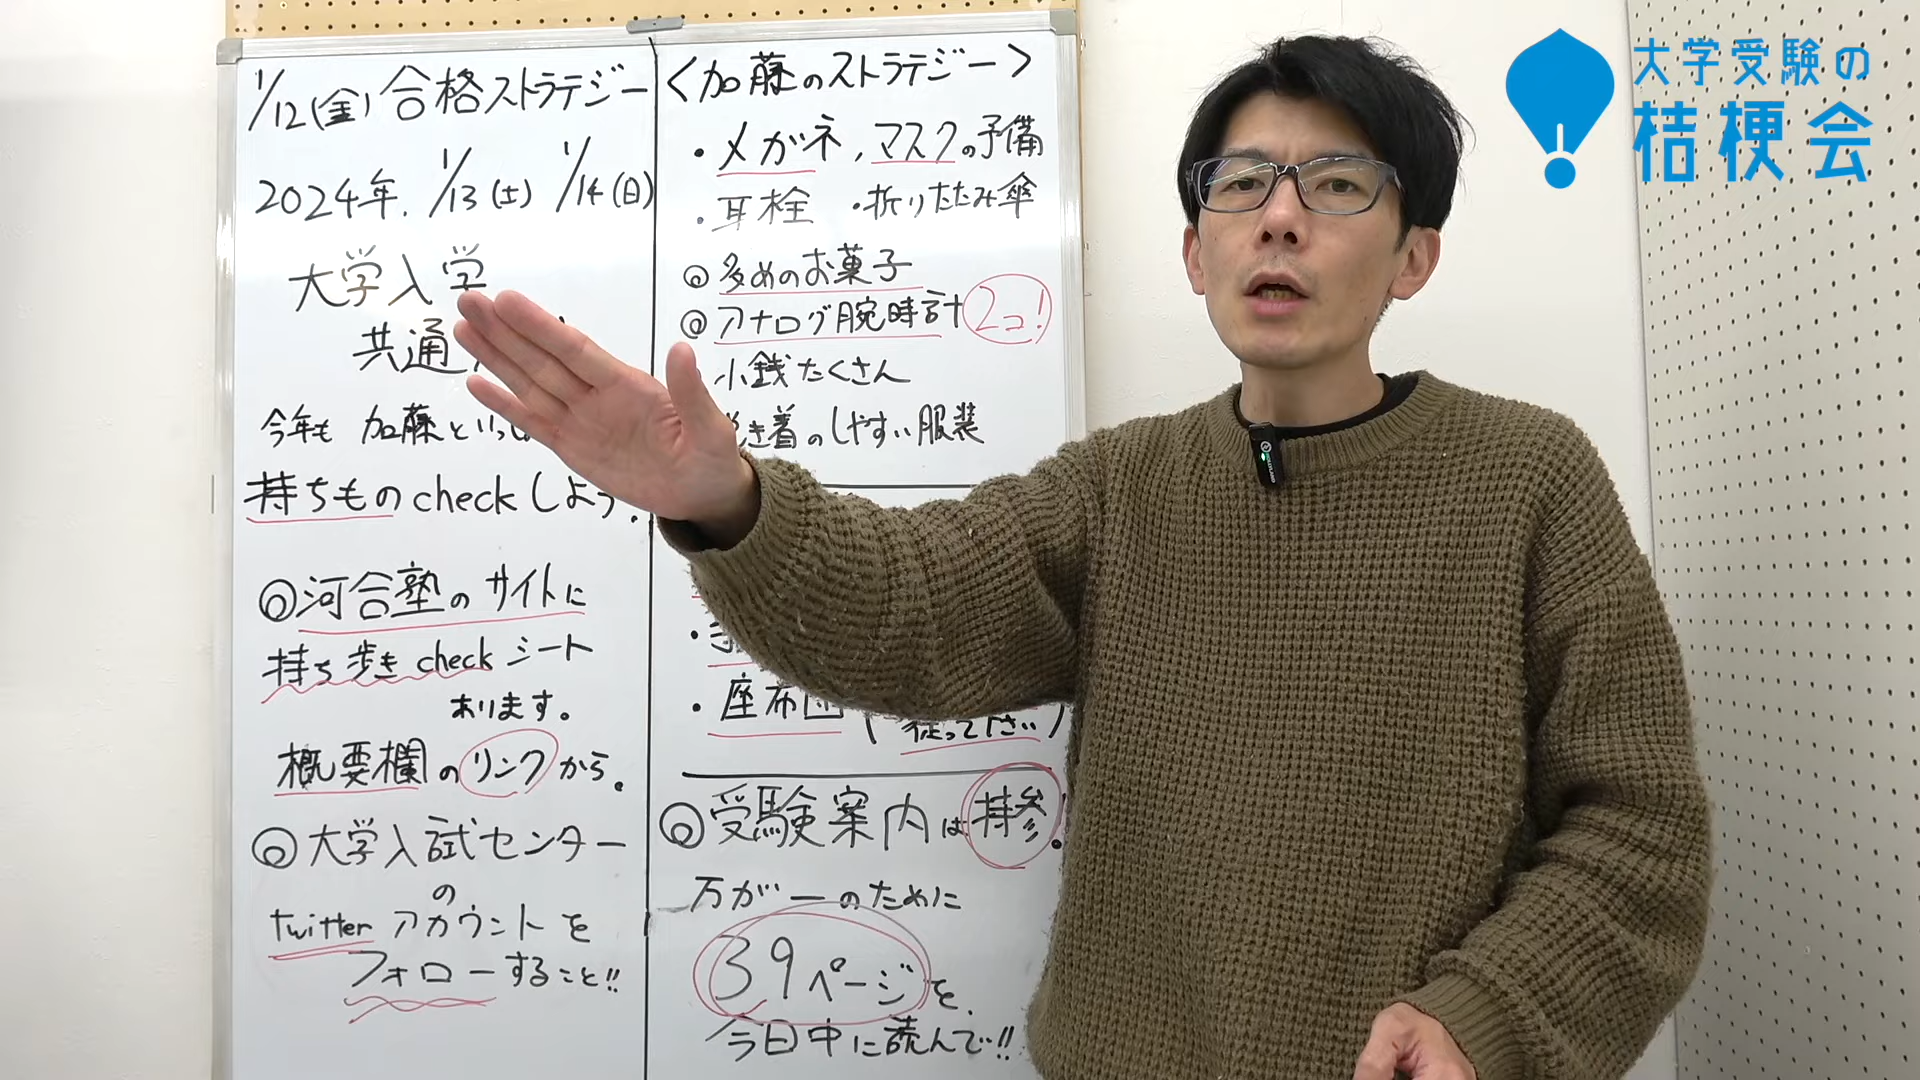 1/12(金)合格ストラテジー
2024年. 1/13(土) 1/14(日)
大学入学
共通
今年も 加藤といっし
持ちものcheckしよう.
◎河合塾のサイトに
持ち歩きcheckシート
あります。
概要欄のリンクから.
◎大学入試センター
の
twitterアカウントを
フォローすること!!
<加藤のストラテジー>
・メガネ, マスクの予備
・耳栓 ・折りたたみ傘
◎多めのお菓子
◎アナログ腕時計 2コ!
小銭たくさん
き着のしやすい服装
・座布団(従って下さい)
◎受験案内は持参!
万が一のために
39ページを.
今日中に読んで!!
大学受験の
桔梗会